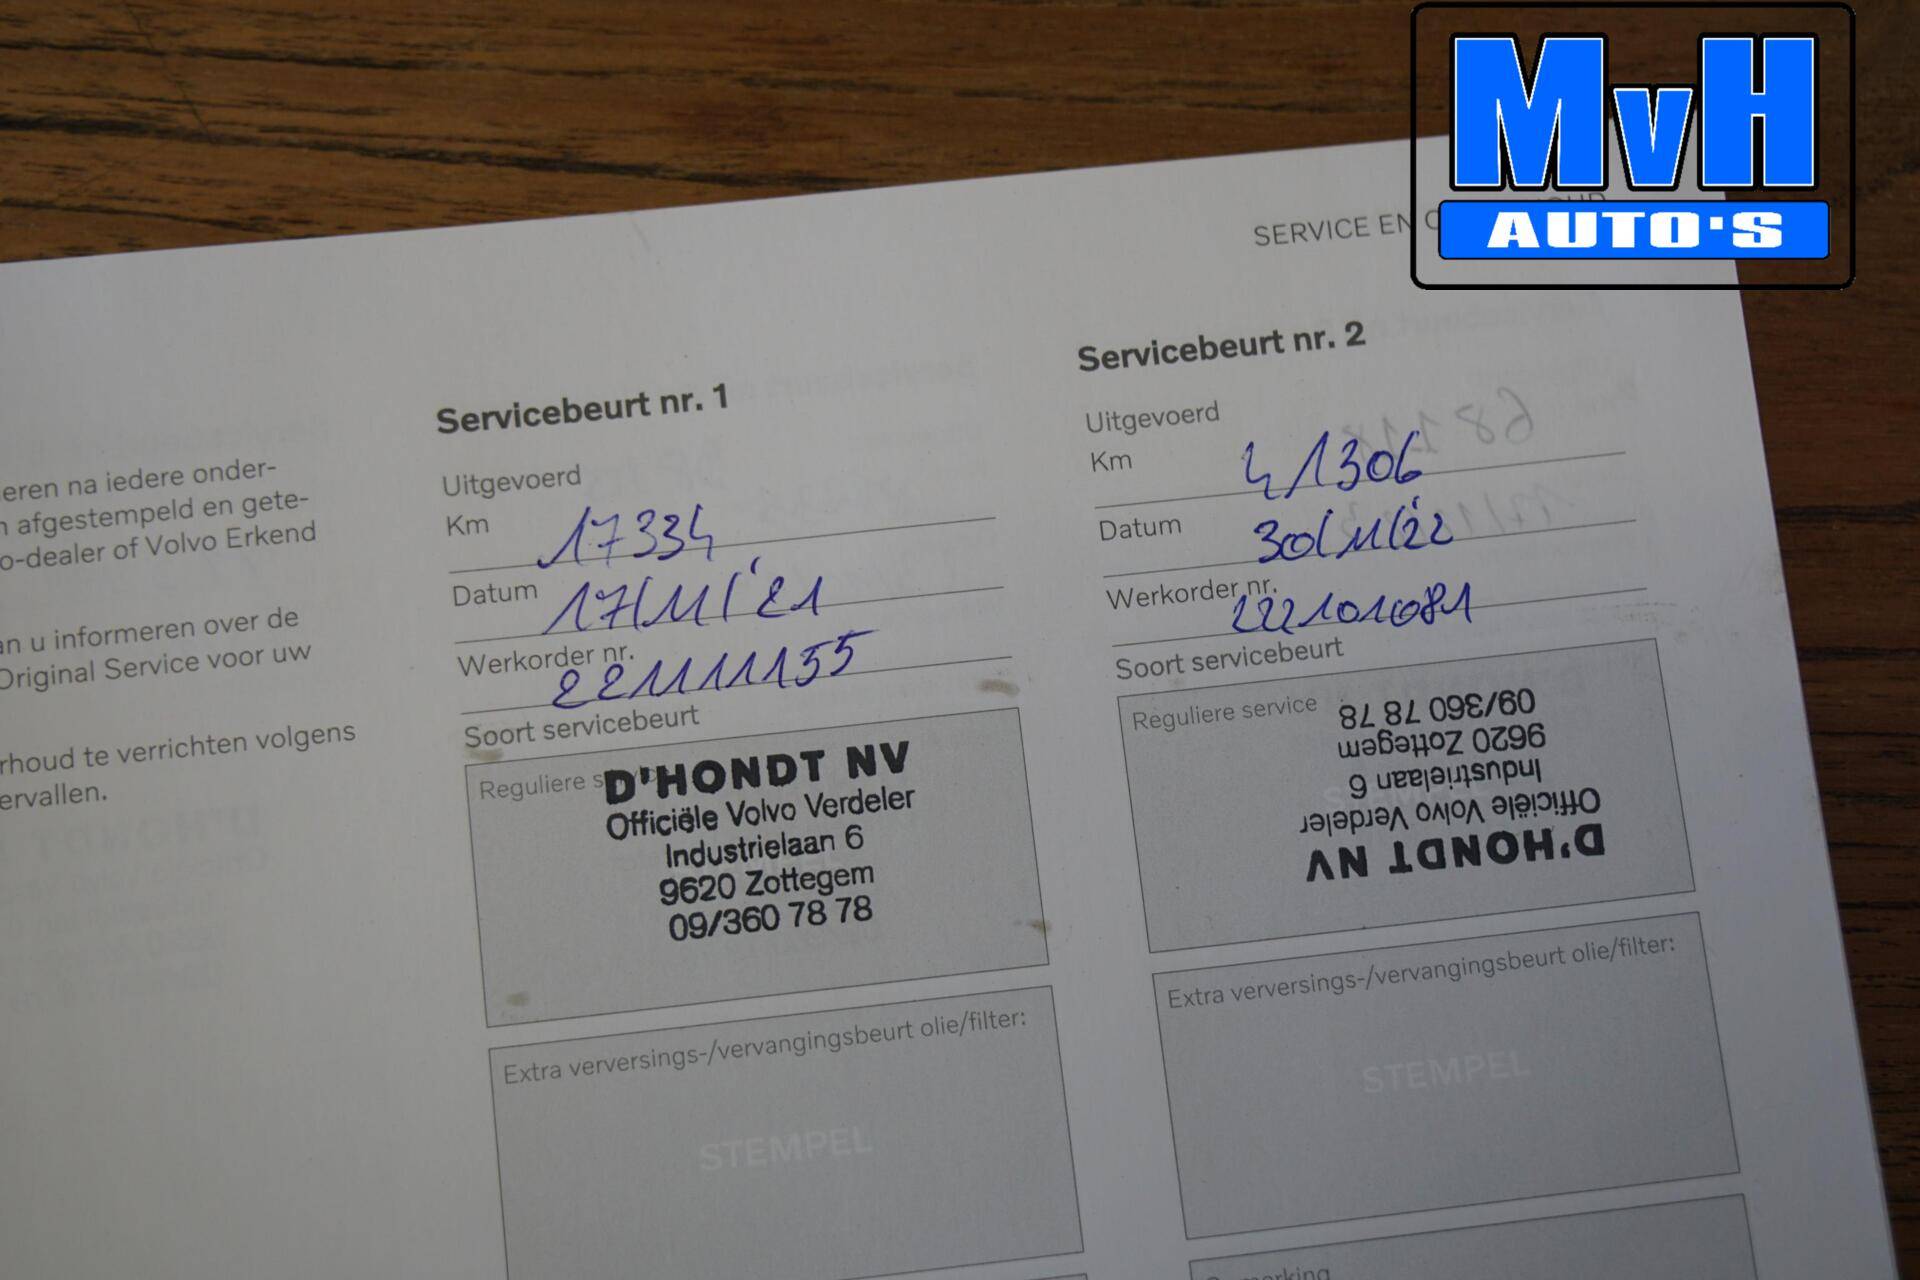 MvH
AUTO'S
SERVICE EN
eren na iedere onder-
n afgestempeld en gete-
o-dealer of Volvo Erkend
an u informeren over de
Original Service voor uw
rhoud te verrichten volgens
ervallen.
Servicebeurt nr. 1
Uitgevoerd
Km 17334
Datum 17/11/'21
Werkorder nr. 221111155
Soort servicebeurt
Reguliere
D'HONDT NV
Officiële Volvo Verdeler
Industrielaan 6
9620 Zottegem
09/360 78 78
Extra verversings-/vervangingsbeurt olie/filter:
STEMPEL
Servicebeurt nr. 2
Uitgevoerd
Km 41306
Datum 30/11/'22
Werkorder nr. 222101081
Soort servicebeurt
Reguliere service
D'HONDT NV
Officiële Volvo Verdeler
Industrielaan 6
9620 Zottegem
09/360 78 78
Extra verversings-/vervangingsbeurt olie/filter:
STEMPEL